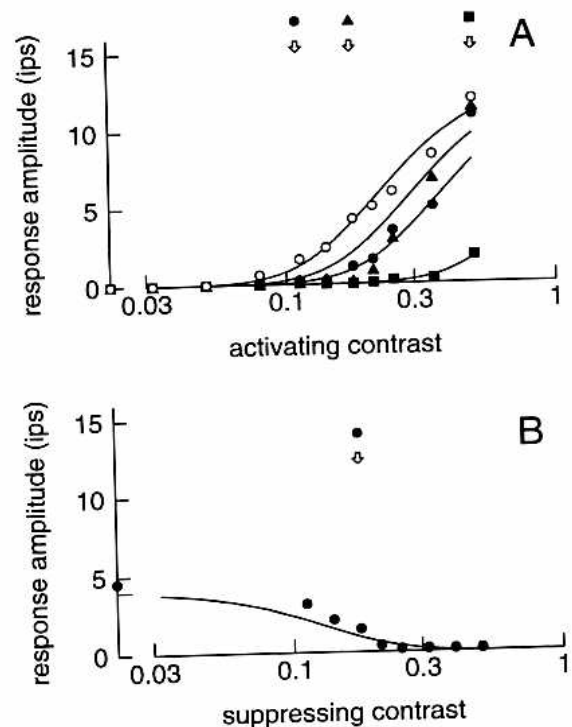 A
15
10
5
0
response amplitude (ips)
0.03 0.1 0.3 1
activating contrast
B
15
10
5
0
response amplitude (ips)
0.03 0.1 0.3 1
suppressing contrast